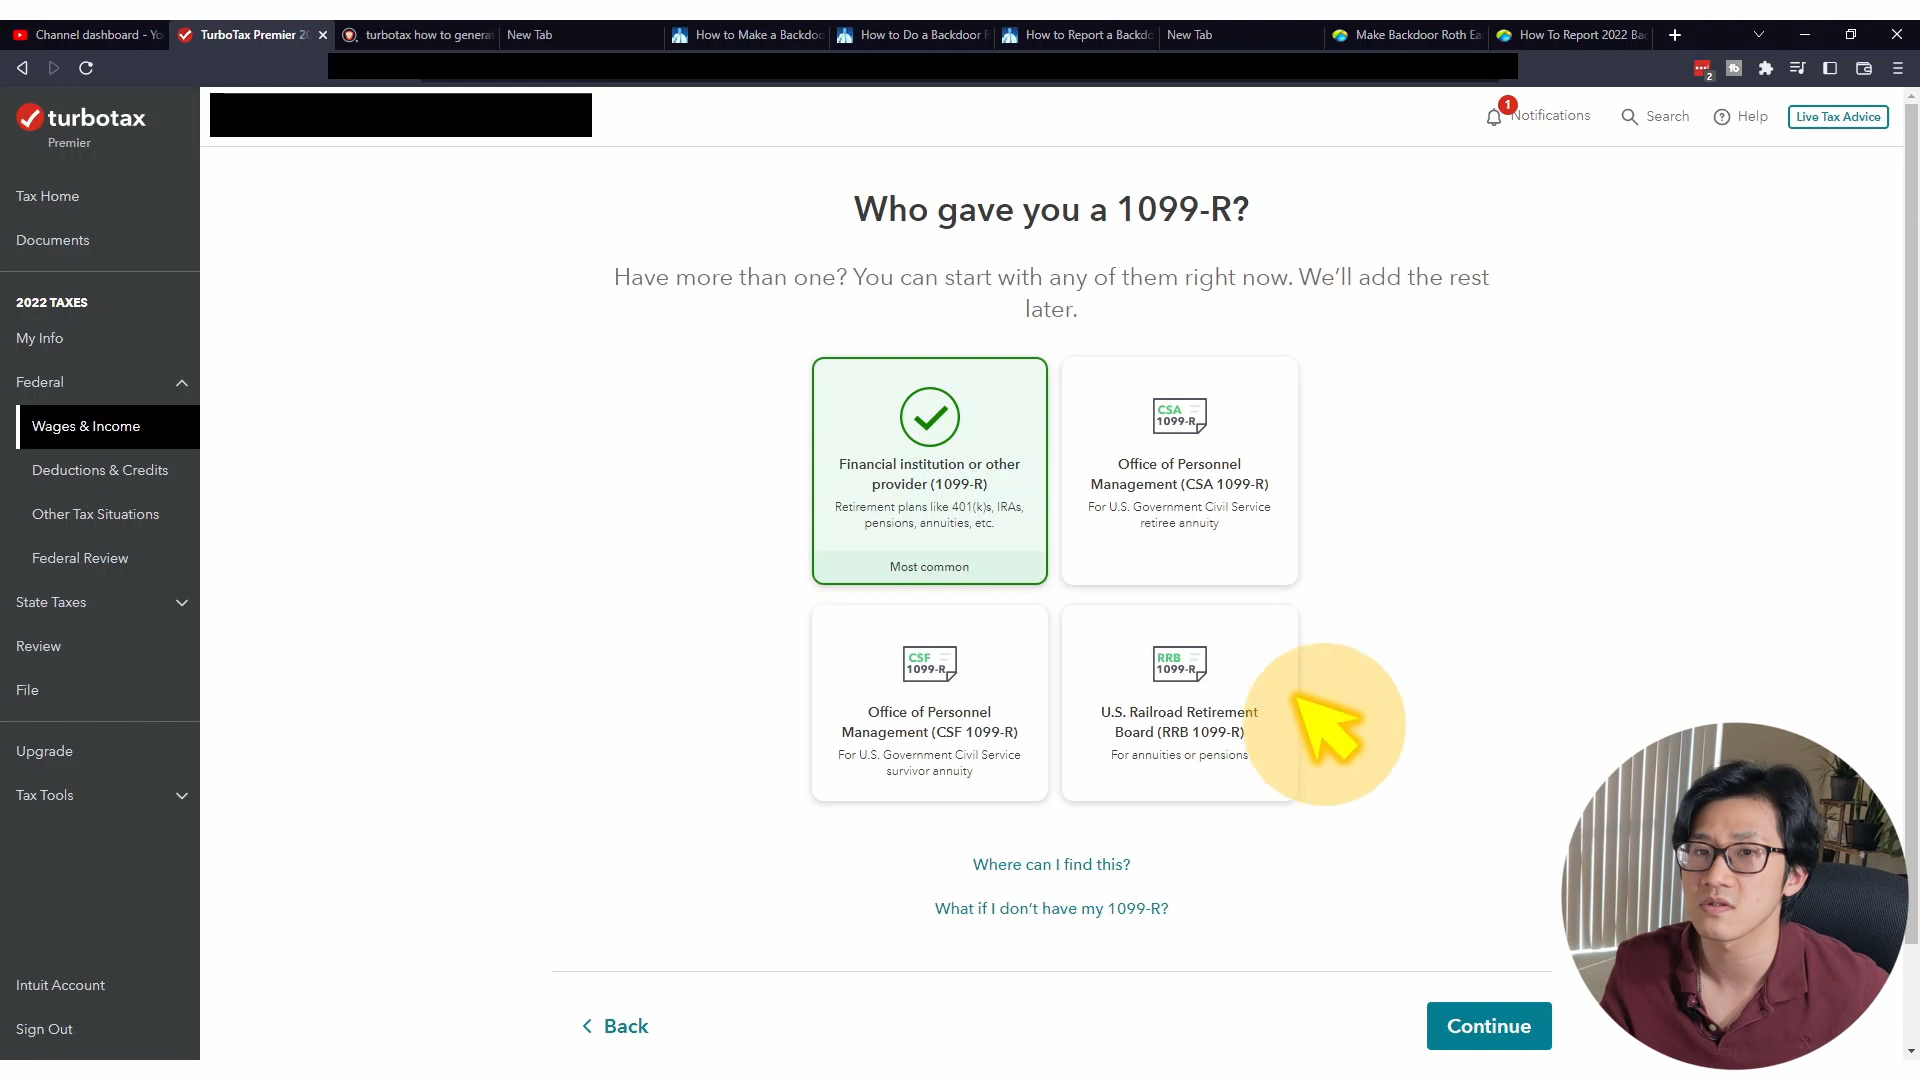 Channel dashboard - Yo
TurboTax Premier 20
turbotax how to generat
New Tab
How to Make a Backdoo
How to Do a Backdoor R
How to Report a Backdo
New Tab
Make Backdoor Roth Ea
How To Report 2022 Bac
2
turbotax
Premier
Tax Home
Documents
2022 TAXES
My Info
Federal
Wages & Income
Deductions & Credits
Other Tax Situations
Federal Review
State Taxes
Review
File
Upgrade
Tax Tools
Intuit Account
Sign Out
1
Notifications
Search
Help
Live Tax Advice
Who gave you a 1099-R?
Have more than one? You can start with any of them right now. We’ll add the rest
later.
Financial institution or other
provider (1099-R)
Retirement plans like 401(k)s, IRAs,
pensions, annuities, etc.
Most common
CSA
1099-R
Office of Personnel
Management (CSA 1099-R)
For U.S. Government Civil Service
retiree annuity
CSF
1099-R
Office of Personnel
Management (CSF 1099-R)
For U.S. Government Civil Service
survivor annuity
RRB
1099-R
U.S. Railroad Retirement
Board (RRB 1099-R)
For annuities or pensions
Where can I find this?
What if I don’t have my 1099-R?
Back
Continue